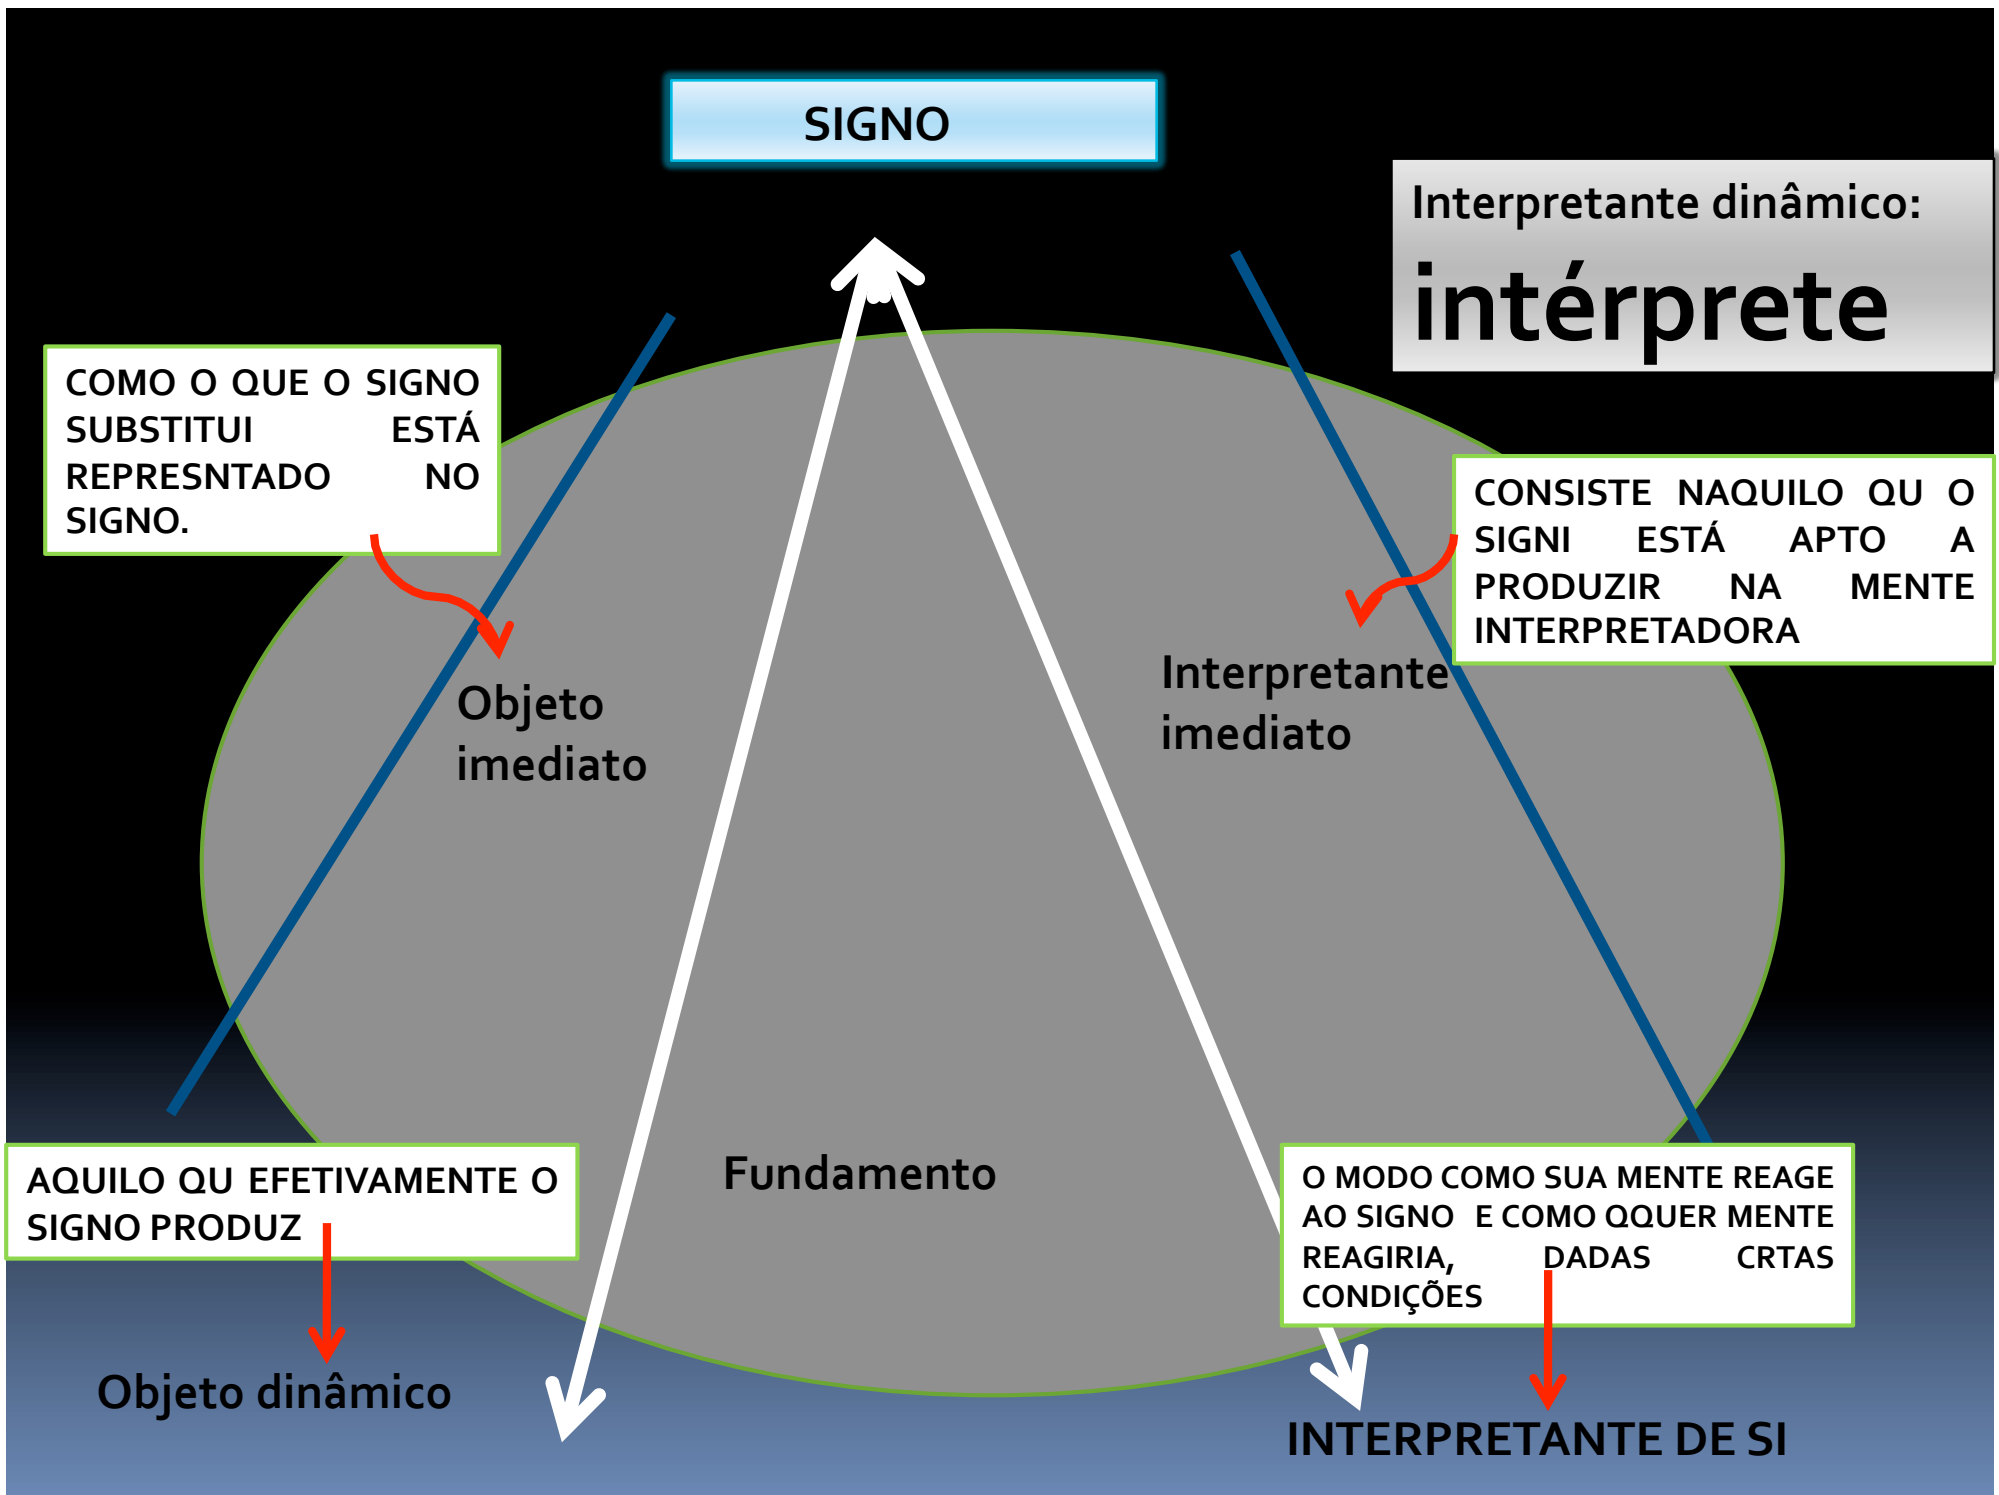 SIGNO
Interpretante dinâmico:
intérprete
COMO O QUE O SIGNO
SUBSTITUI ESTÁ
REPRESNTADO NO
SIGNO.
CONSISTE NAQUILO QU O
SIGNI ESTÁ APTO A
PRODUZIR NA MENTE
INTERPRETADORA
Objeto
imediato
Interpretante
imediato
AQUILO QU EFETIVAMENTE O
SIGNO PRODUZ
Fundamento
O MODO COMO SUA MENTE REAGE
AO SIGNO E COMO QQUER MENTE
REAGIRIA, DADAS CRTAS
CONDIÇÕES
Objeto dinâmico
INTERPRETANTE DE SI